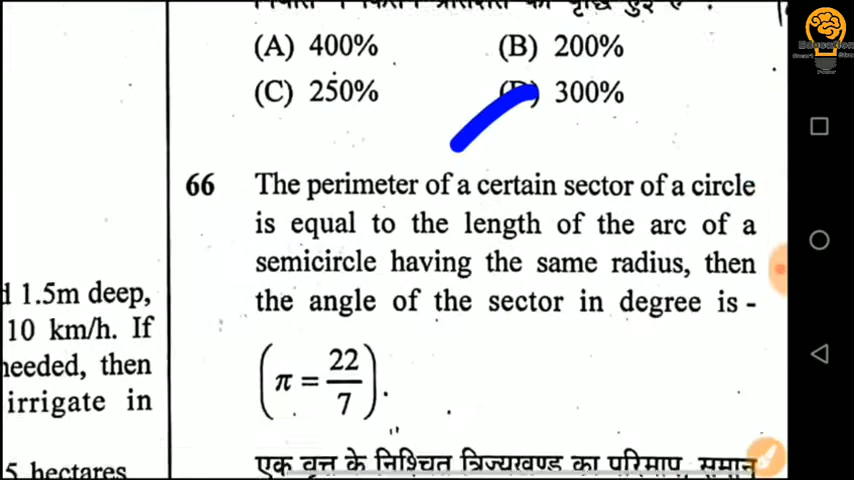 (A) 400% (B) 200%
(C) 250% 300%
66 The perimeter of a certain sector of a circle
is equal to the length of the arc of a
semicircle having the same radius, then
the angle of the sector in degree is -
(π = 22/7).
एक वृत्त के निश्चित त्रिज्यखण्ड का परिमाप, समान
1.5m deep,
10 km/h. If
needed, then
irrigate in
5 hectares
Education
Power